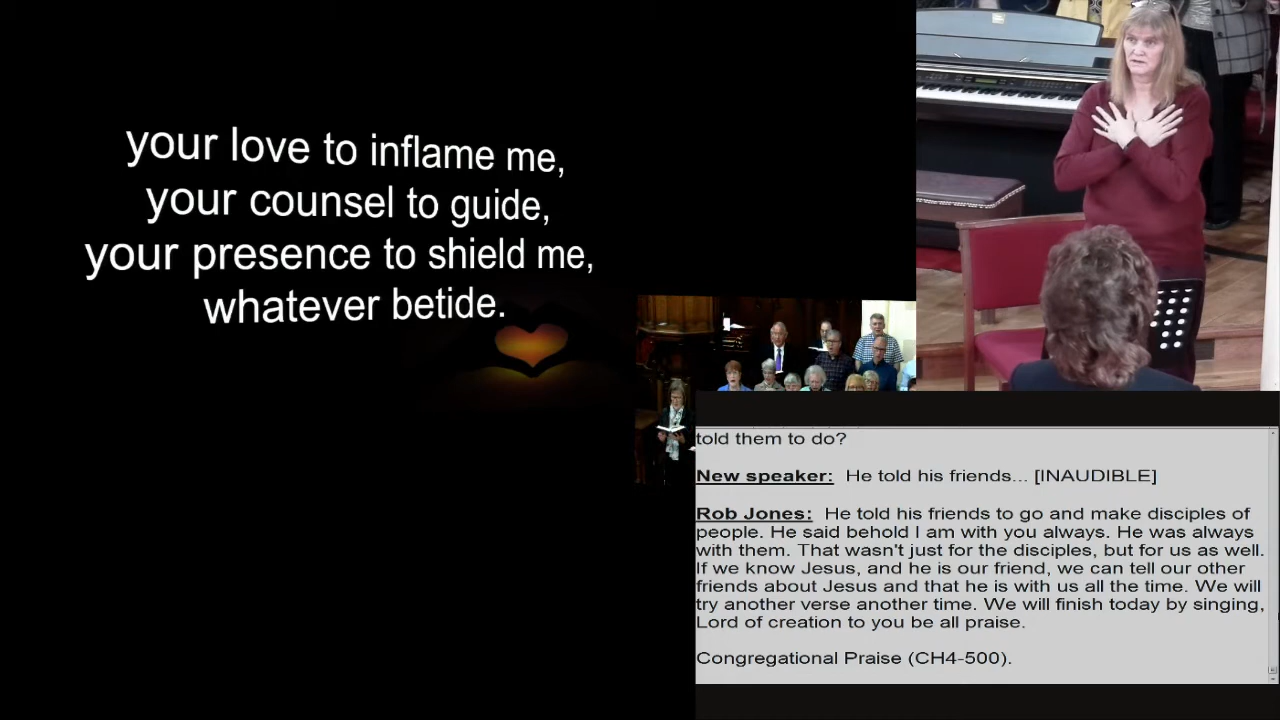 your love to inflame me,
your counsel to guide,
your presence to shield me,
whatever betide.
told them to do?
New speaker: He told his friends... [INAUDIBLE]
Rob Jones: He told his friends to go and make disciples of
people. He said behold I am with you always. He was always
with them. That wasn't just for the disciples, but for us as well.
If we know Jesus, and he is our friend, we can tell our other
friends about Jesus and that he is with us all the time. We will
try another verse another time. We will finish today by singing,
Lord of creation to you be all praise.
Congregational Praise (CH4-500).